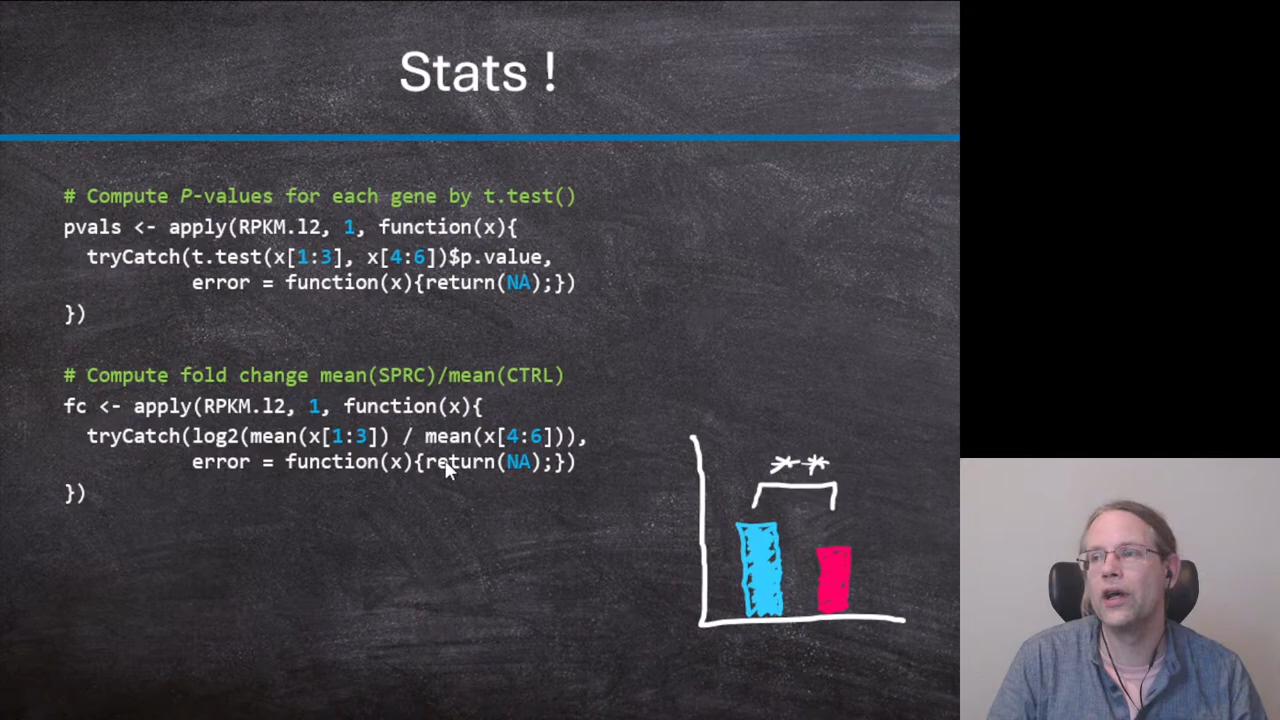 Stats !
# Compute P-values for each gene by t.test()
pvals <- apply(RPKM.l2, 1, function(x){
tryCatch(t.test(x[1:3], x[4:6])$p.value,
error = function(x){return(NA);})
})
# Compute fold change mean(SPRC)/mean(CTRL)
fc <- apply(RPKM.l2, 1, function(x){
tryCatch(log2(mean(x[1:3]) / mean(x[4:6])),
error = function(x){return(NA);})
})
**